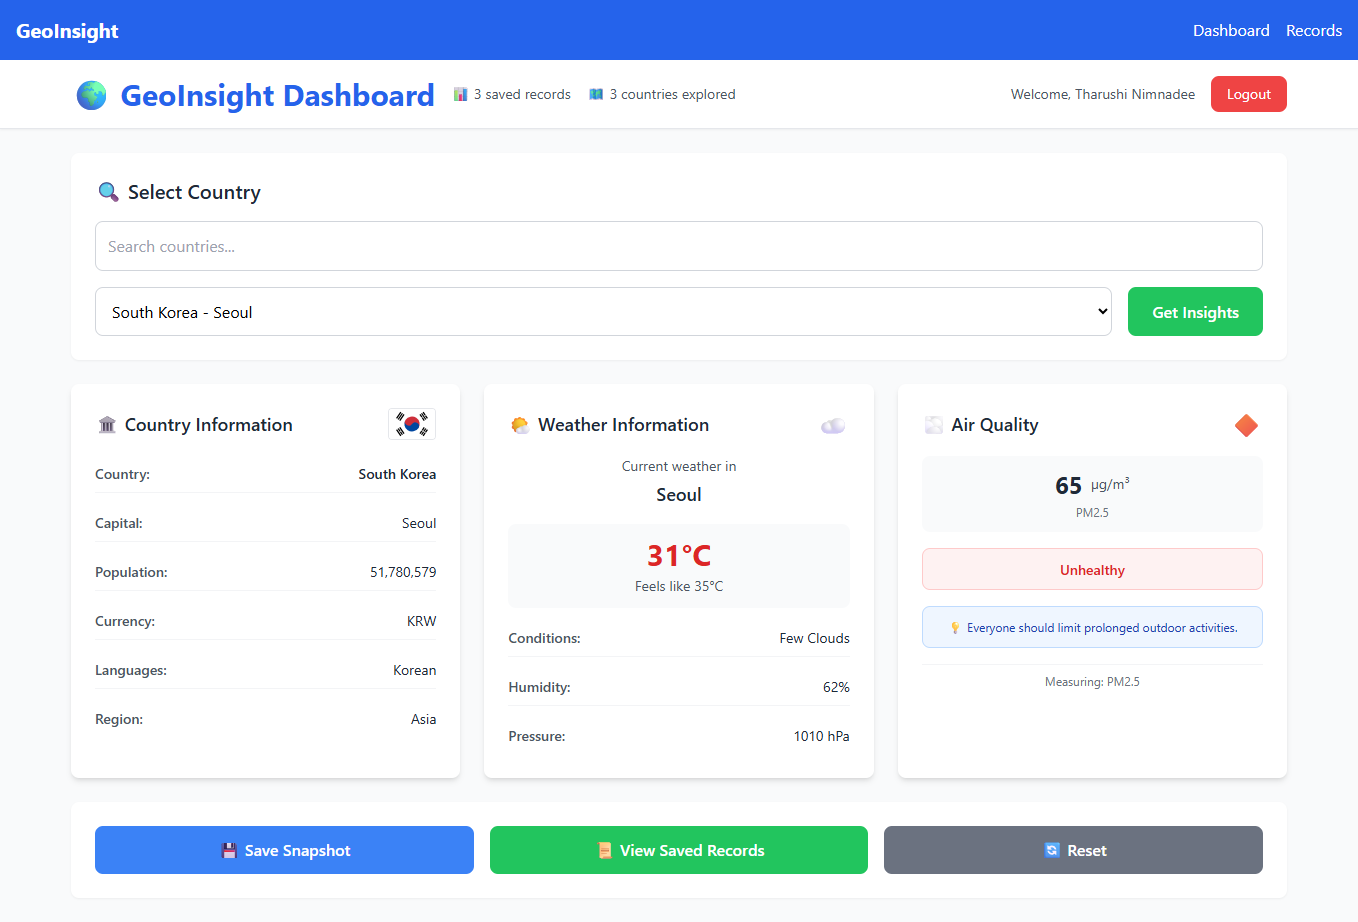 GeoInsight
Dashboard Records
GeoInsight Dashboard
3 saved records
3 countries explored
Welcome, Tharushi Nimnadee
Logout
Select Country
Search countries...
South Korea - Seoul
Get Insights
Country Information
Country: South Korea
Capital: Seoul
Population: 51,780,579
Currency: KRW
Languages: Korean
Region: Asia
Weather Information
Current weather in
Seoul
31°C
Feels like 35°C
Conditions: Few Clouds
Humidity: 62%
Pressure: 1010 hPa
Air Quality
65 µg/m³
PM2.5
Unhealthy
Everyone should limit prolonged outdoor activities.
Measuring: PM2.5
Save Snapshot
View Saved Records
Reset